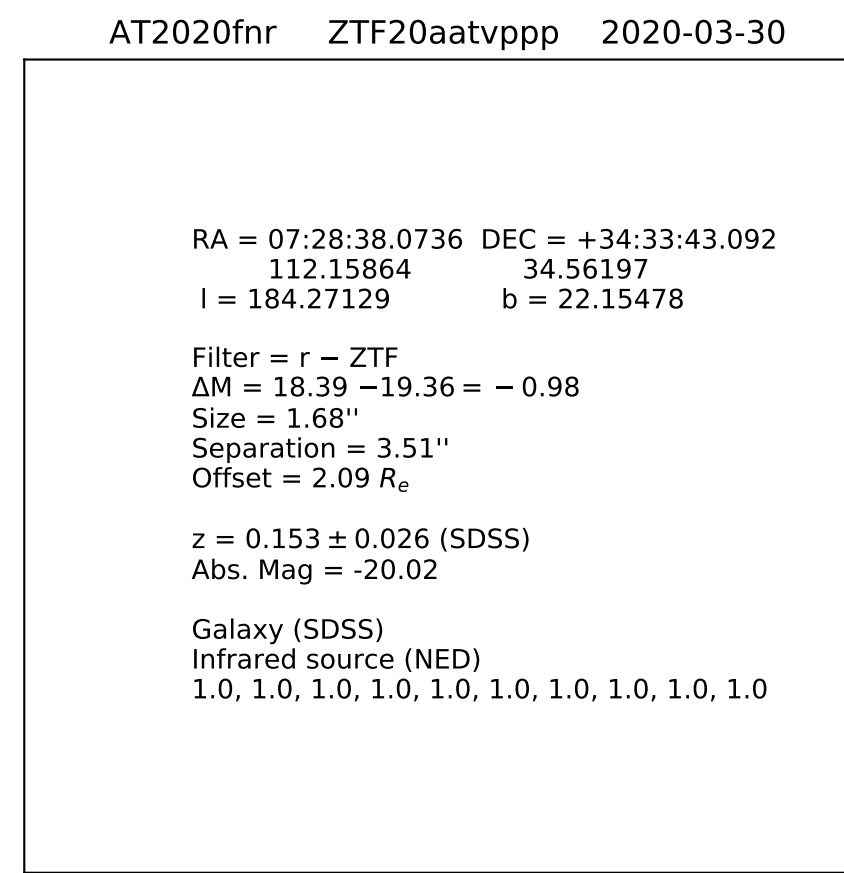 AT2020fnr ZTF20aatvppp 2020-03-30
RA = 07:28:38.0736 DEC = +34:33:43.092
112.15864 34.56197
l = 184.27129 b = 22.15478
Filter = r − ZTF
ΔM = 18.39 −19.36 = − 0.98
Size = 1.68''
Separation = 3.51''
Offset = 2.09 Re
z = 0.153 ± 0.026 (SDSS)
Abs. Mag = -20.02
Galaxy (SDSS)
Infrared source (NED)
1.0, 1.0, 1.0, 1.0, 1.0, 1.0, 1.0, 1.0, 1.0, 1.0